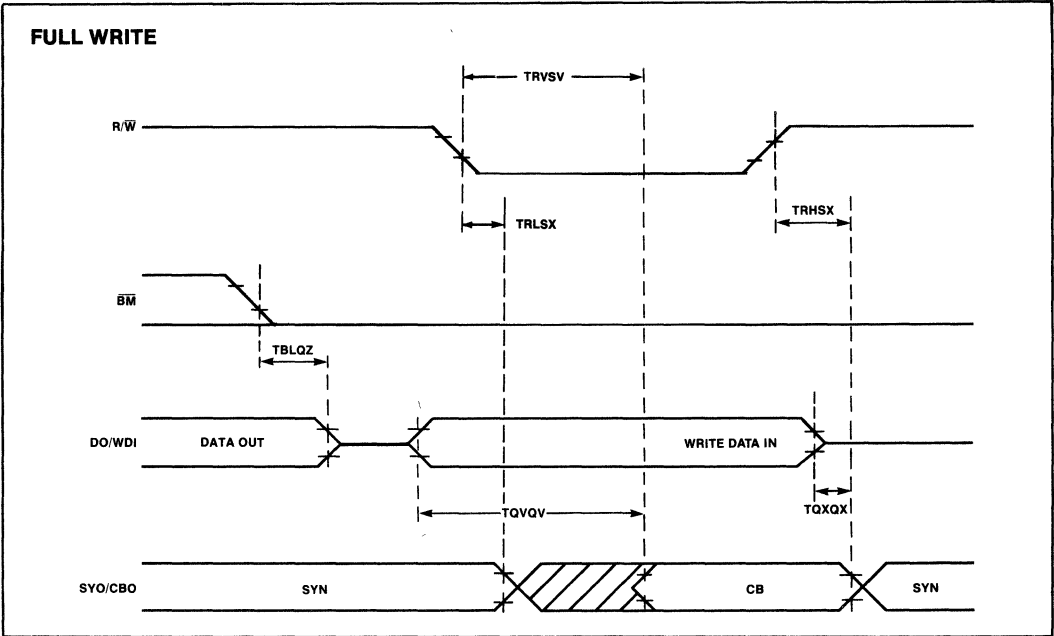 FULL WRITE
TRVSV
R/W̅
TRLSX
TRHSX
B̅M̅
TBLQZ
DO/WDI
DATA OUT
WRITE DATA IN
TQVQV
TQXQX
SYO/CBO
SYN
CB
SYN